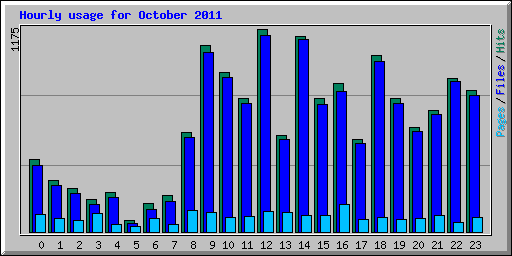 Hourly usage for October 2011
1175
Pages/Files/Hits
0 1 2 3 4 5 6 7 8 9 10 11 12 13 14 15 16 17 18 19 20 21 22 23